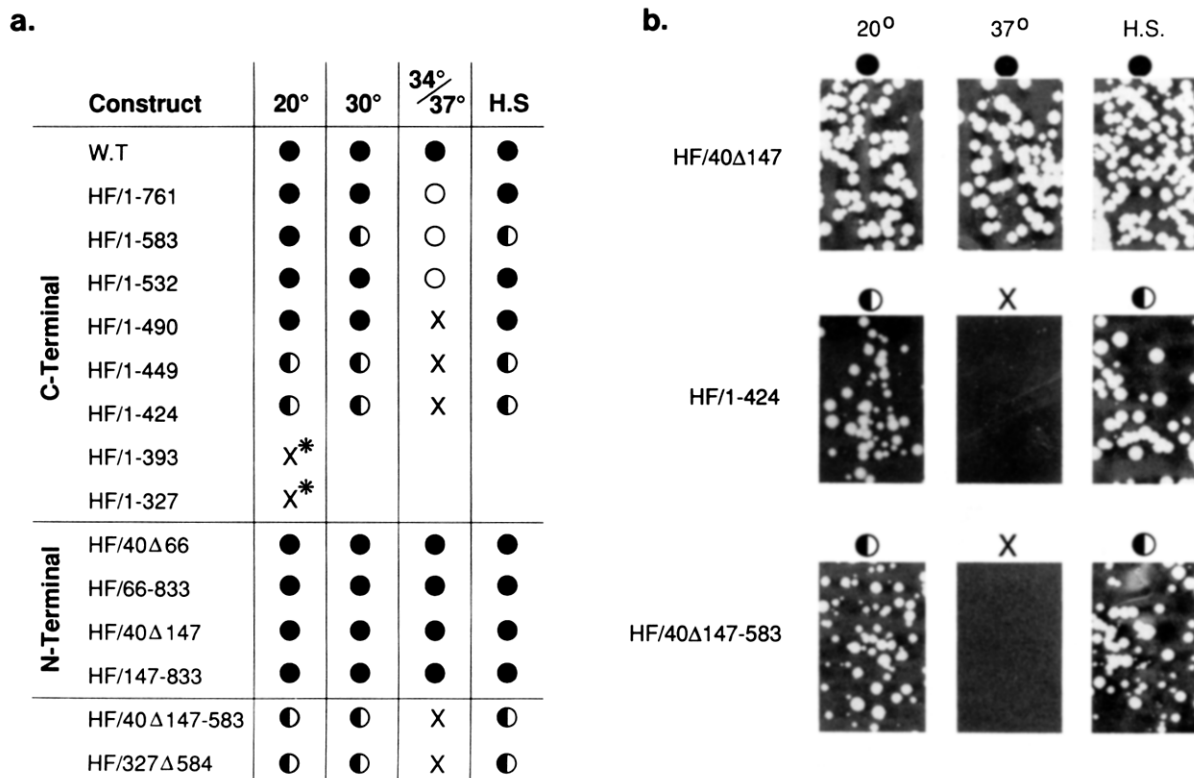 a.
Construct 20° 30° 34°/37° H.S
C-Terminal
W.T
HF/1-761
HF/1-583
HF/1-532
HF/1-490 X
HF/1-449 X
HF/1-424 X
HF/1-393 X*
HF/1-327 X*
N-Terminal
HF/40Δ66
HF/66-833
HF/40Δ147
HF/147-833
HF/40Δ147-583 X
HF/327Δ584 X
b.
20° 37° H.S.
HF/40Δ147
X
HF/1-424
X
HF/40Δ147-583